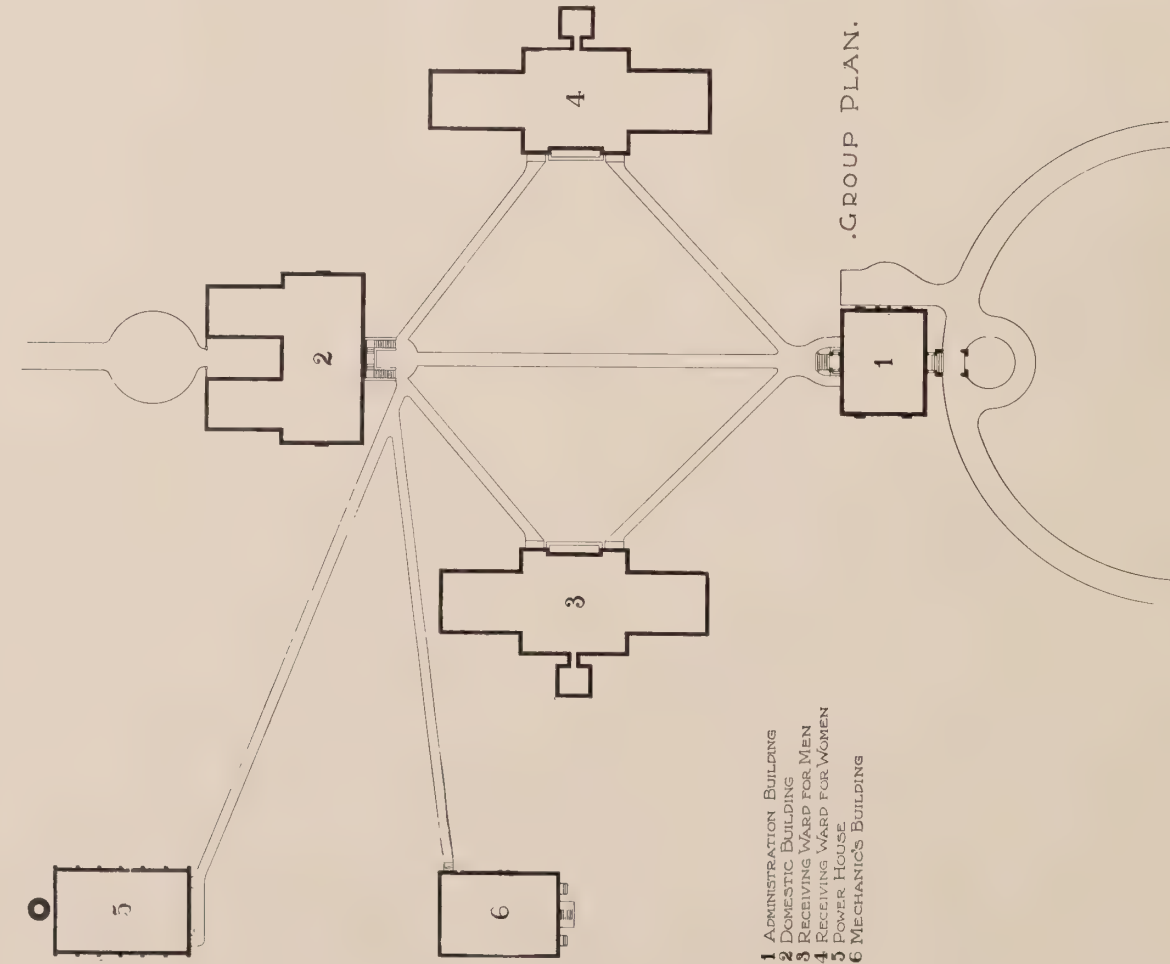 .GROUP PLAN.
1
2
3
4
5
6
1 ADMINISTRATION BUILDING
2 DOMESTIC BUILDING
3 RECEIVING WARD FOR MEN
4 RECEIVING WARD FOR WOMEN
5 POWER HOUSE
6 MECHANIC'S BUILDING